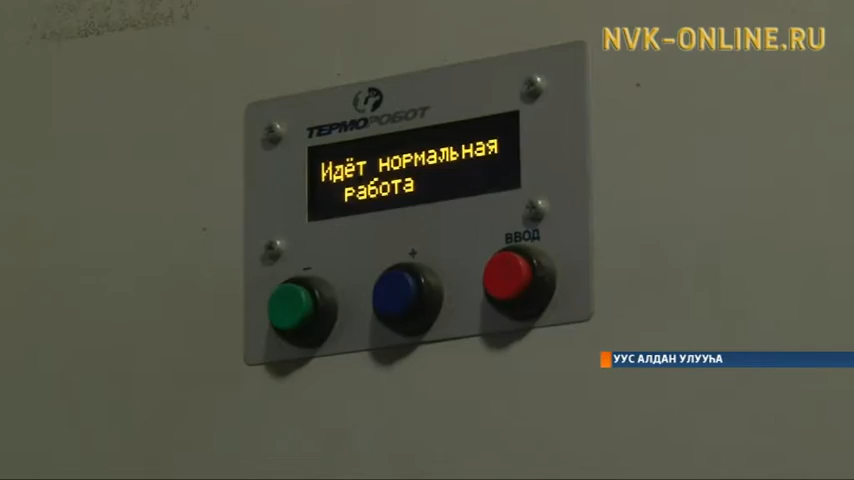 NVK-ONLINE.RU
ТЕРМОРОБОТ
Идёт нормальная
работа
- + ВВОД
УУС АЛДАН УЛУУҺА